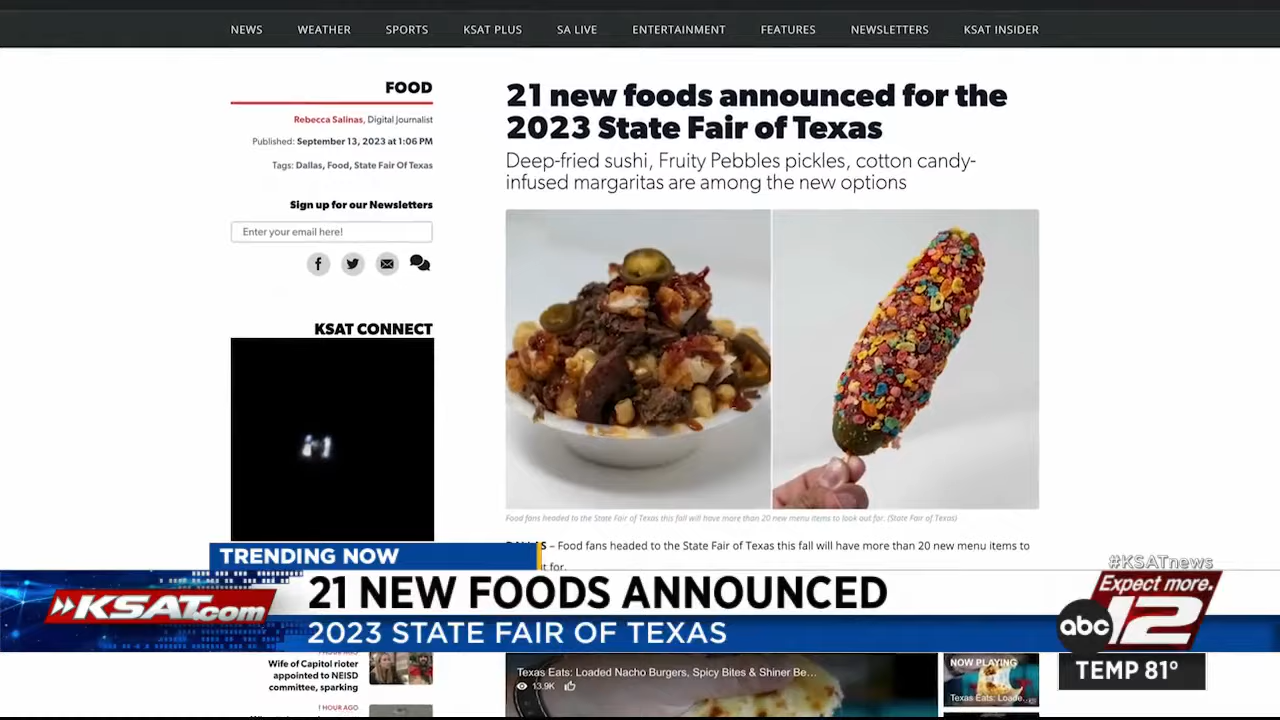 NEWS WEATHER SPORTS KSAT PLUS SA LIVE ENTERTAINMENT FEATURES NEWSLETTERS KSAT INSIDER
FOOD
Rebecca Salinas, Digital Journalist
Published: September 13, 2023 at 1:06 PM
Tags: Dallas, Food, State Fair Of Texas
Sign up for our Newsletters
Enter your email here!
KSAT CONNECT
21 new foods announced for the
2023 State Fair of Texas
Deep-fried sushi, Fruity Pebbles pickles, cotton candy-
infused margaritas are among the new options
Food fans headed to the State Fair of Texas this fall will have more than 20 new menu items to look out for. (State Fair of Texas)
– Food fans headed to the State Fair of Texas this fall will have more than 20 new menu items to
it for.
TRENDING NOW
21 NEW FOODS ANNOUNCED
2023 STATE FAIR OF TEXAS
KSAT.com
#KSATnews
Expect more.
abc 12
TEMP 81°
Wife of Capitol rioter
appointed to NEISD
committee, sparking
1 HOUR AGO
Texas Eats: Loaded Nacho Burgers, Spicy Bites & Shiner Be...
13.9K
NOW PLAYING
Texas Eats: Loade...